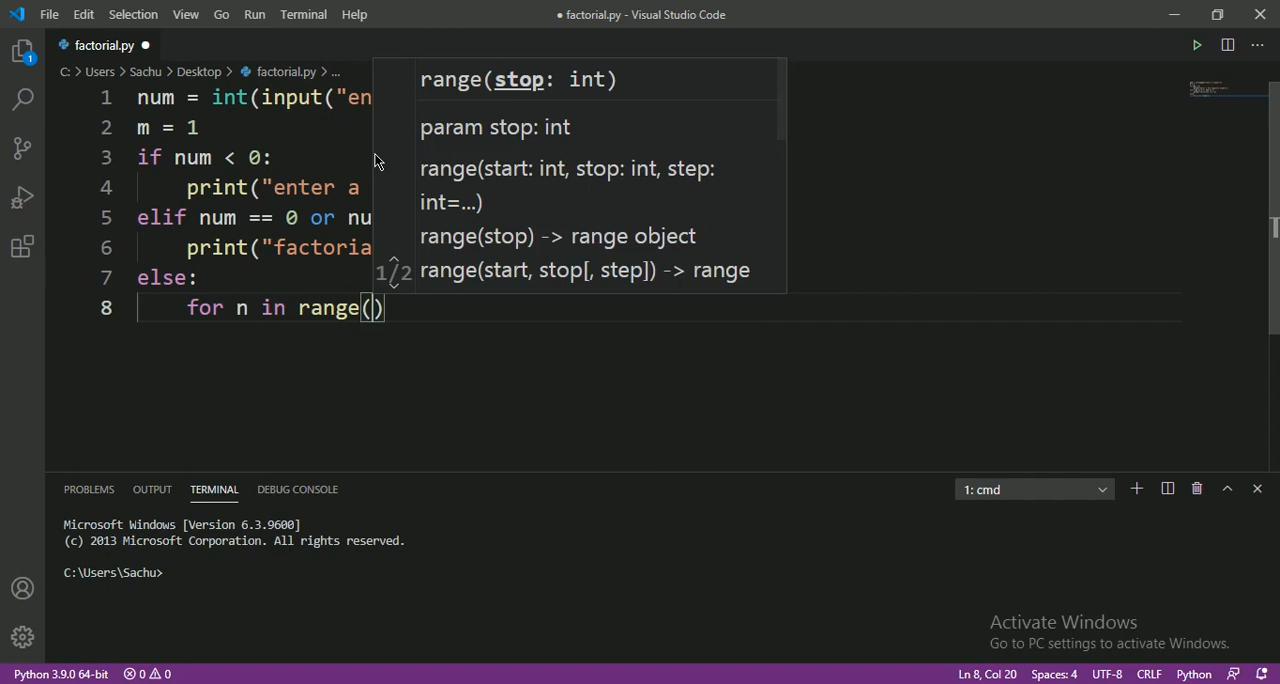 File Edit Selection View Go Run Terminal Help
● factorial.py - Visual Studio Code
factorial.py ●
C: > Users > Sachu > Desktop > factorial.py > ...
1 num = int(input("en
2 m = 1
3 if num < 0:
4 print("enter a
5 elif num == 0 or nu
6 print("factoria
7 else:
8 for n in range()
range(stop: int)
param stop: int
range(start: int, stop: int, step:
int=...)
range(stop) -> range object
1/2 range(start, stop[, step]) -> range
1
PROBLEMS OUTPUT TERMINAL DEBUG CONSOLE
1: cmd
Microsoft Windows [Version 6.3.9600]
(c) 2013 Microsoft Corporation. All rights reserved.
C:\Users\Sachu>
Activate Windows
Go to PC settings to activate Windows.
Python 3.9.0 64-bit 0 0
Ln 8, Col 20 Spaces: 4 UTF-8 CRLF Python